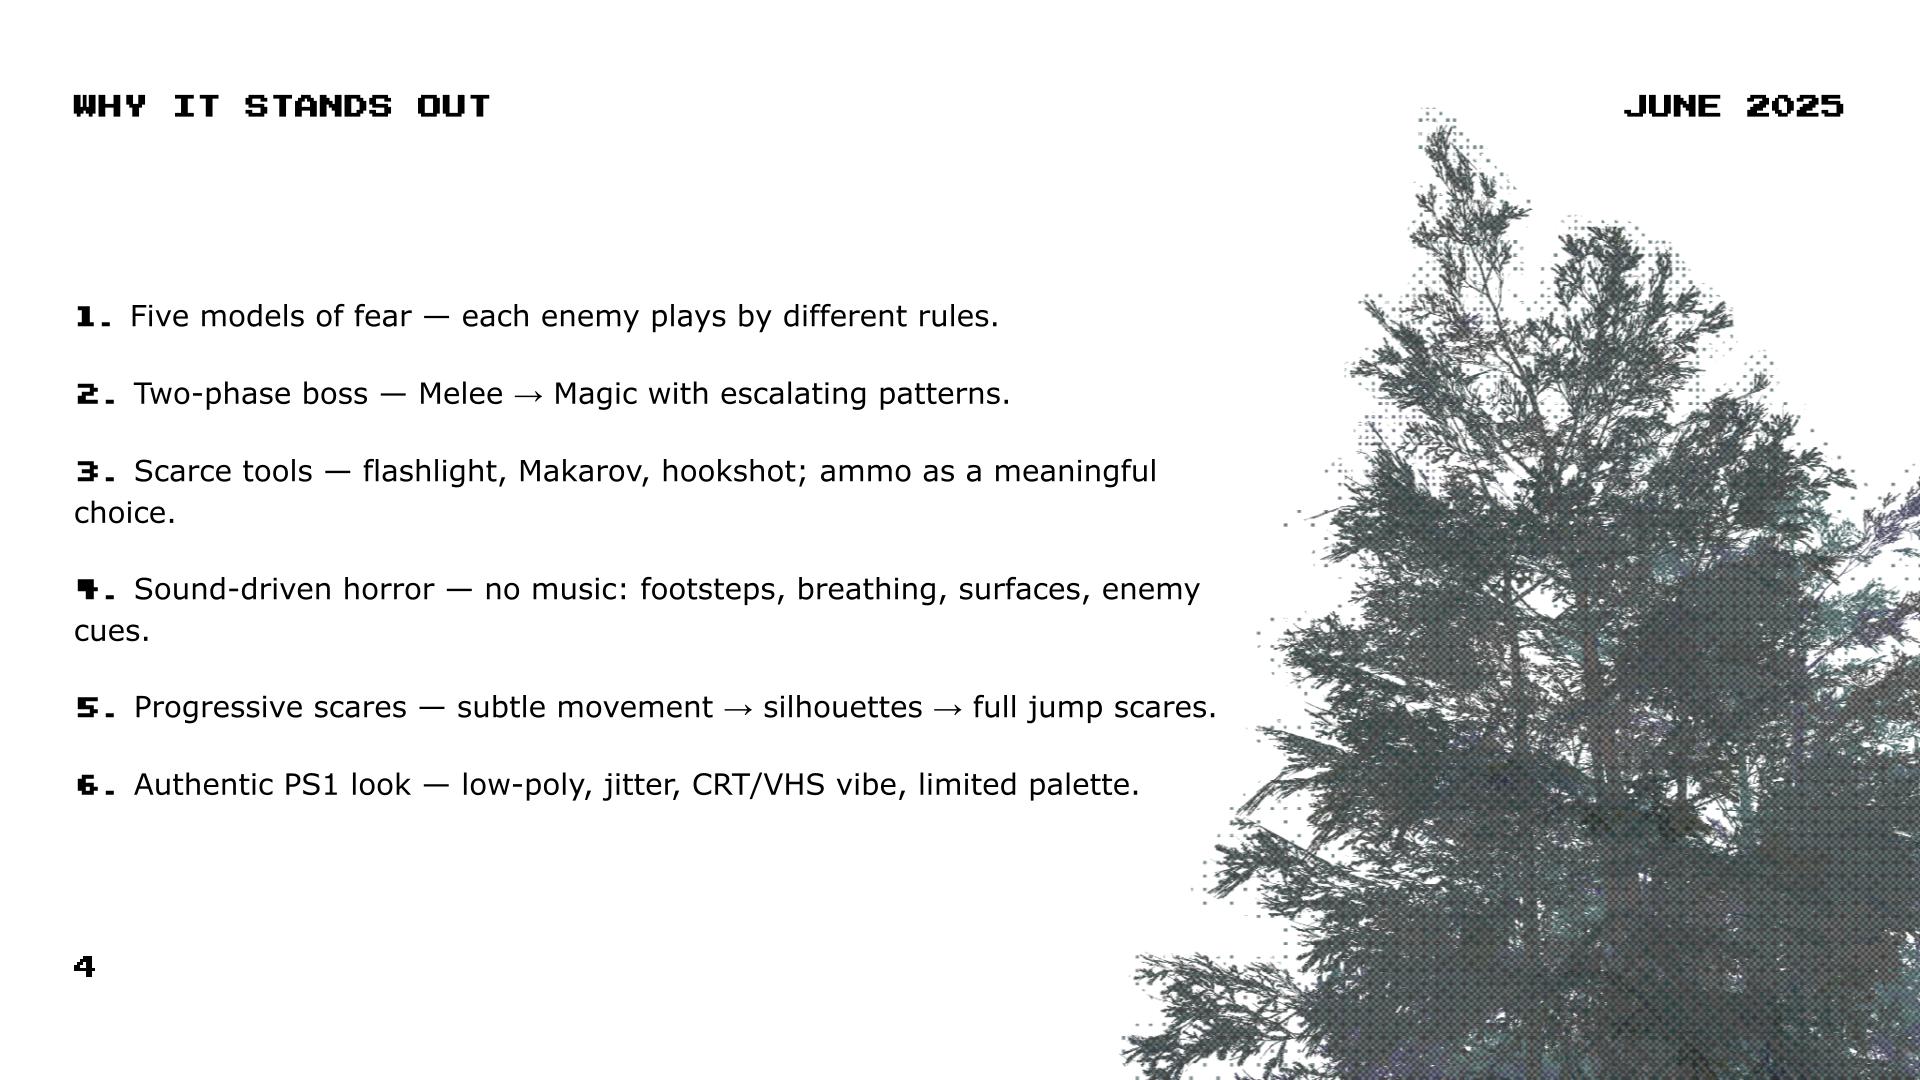 WHY IT STANDS OUT
JUNE 2025
1. Five models of fear — each enemy plays by different rules.
2. Two-phase boss — Melee → Magic with escalating patterns.
3. Scarce tools — flashlight, Makarov, hookshot; ammo as a meaningful
choice.
4. Sound-driven horror — no music: footsteps, breathing, surfaces, enemy
cues.
5. Progressive scares — subtle movement → silhouettes → full jump scares.
6. Authentic PS1 look — low-poly, jitter, CRT/VHS vibe, limited palette.
4